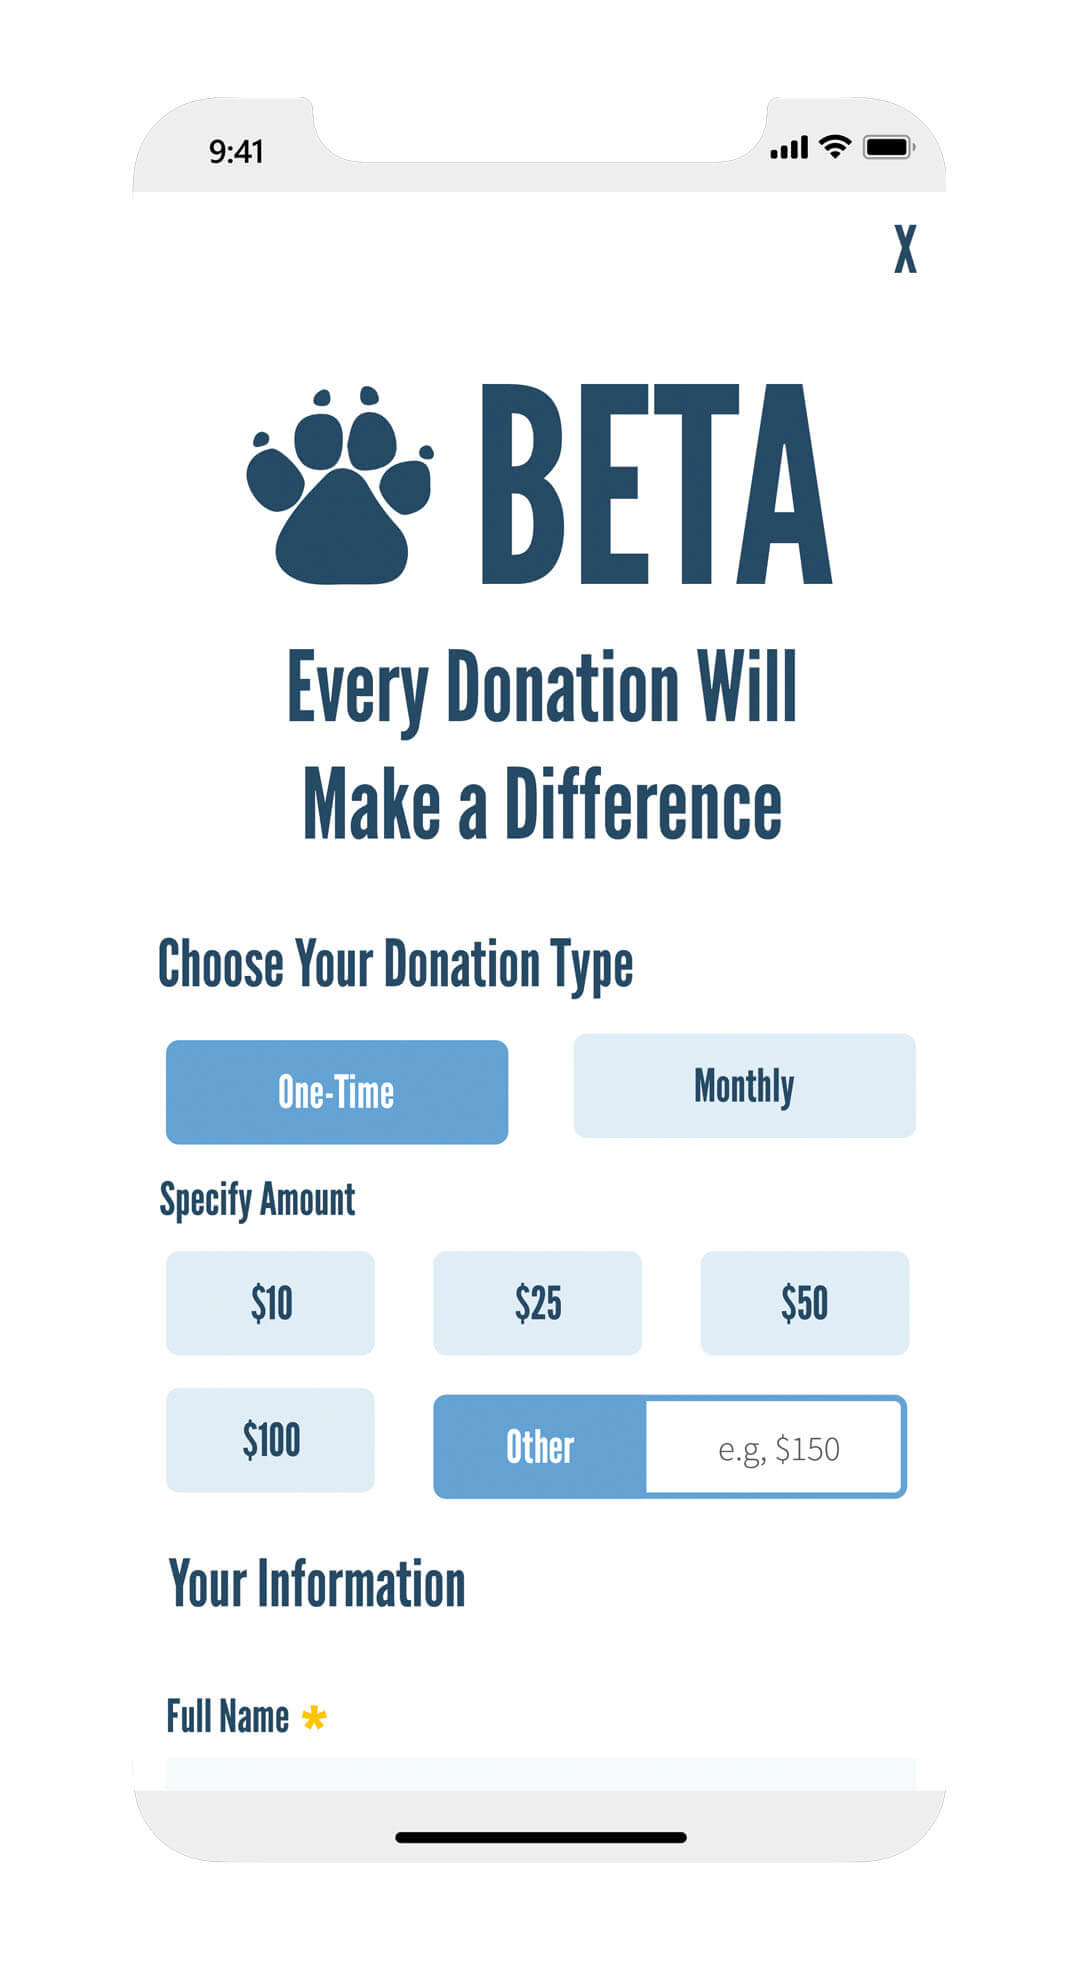 9:41
X
BETA
Every Donation Will
Make a Difference
Choose Your Donation Type
One-Time
Monthly
Specify Amount
$10
$25
$50
$100
Other
e.g, $150
Your Information
Full Name *